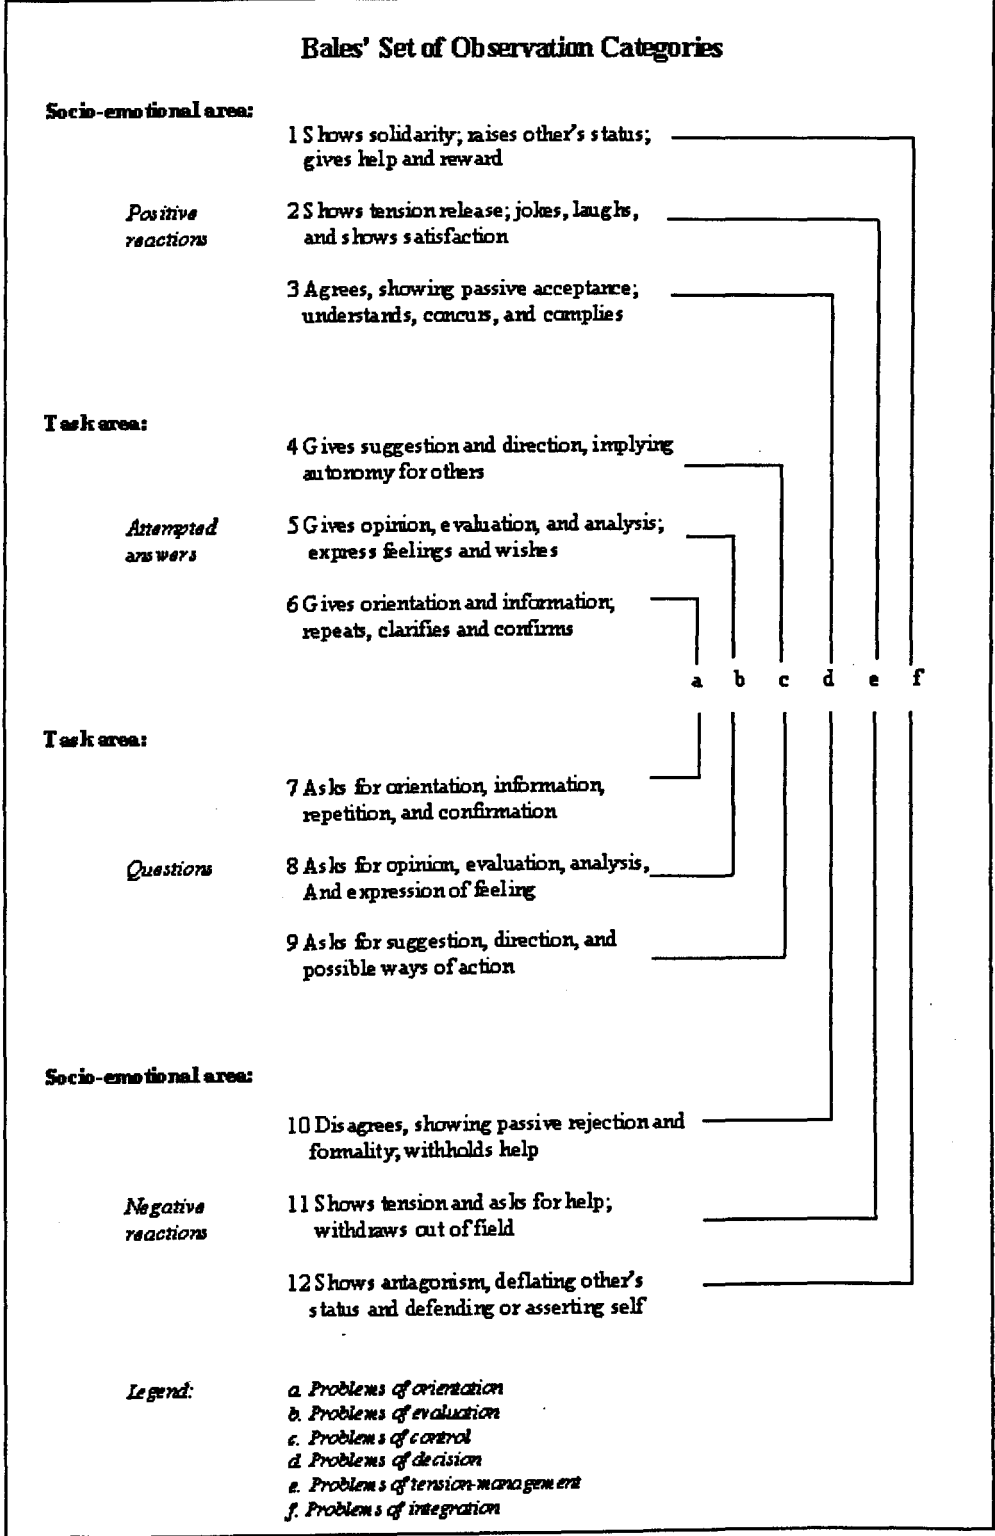 Bales' Set of Observation Categories
Socio-emotional area:
1 Shows solidarity; raises other's status;
gives help and reward
Positive
reactions
2 Shows tension release; jokes, laughs,
and shows satisfaction
3 Agrees, showing passive acceptance;
understands, concurs, and complies
Task area:
4 Gives suggestion and direction, implying
autonomy for others
Attempted
answers
5 Gives opinion, evaluation, and analysis;
express feelings and wishes
6 Gives orientation and information;
repeats, clarifies and confirms
a b c d e f
Task area:
7 Asks for orientation, information,
repetition, and confirmation
Questions
8 Asks for opinion, evaluation, analysis,
And expression of feeling
9 Asks for suggestion, direction, and
possible ways of action
Socio-emotional area:
10 Disagrees, showing passive rejection and
formality; withholds help
Negative
reactions
11 Shows tension and asks for help;
withdraws out of field
12 Shows antagonism, deflating other's
status and defending or asserting self
Legend:
a. Problems of orientation
b. Problems of evaluation
c. Problems of control
d. Problems of decision
e. Problems of tension-management
f. Problems of integration